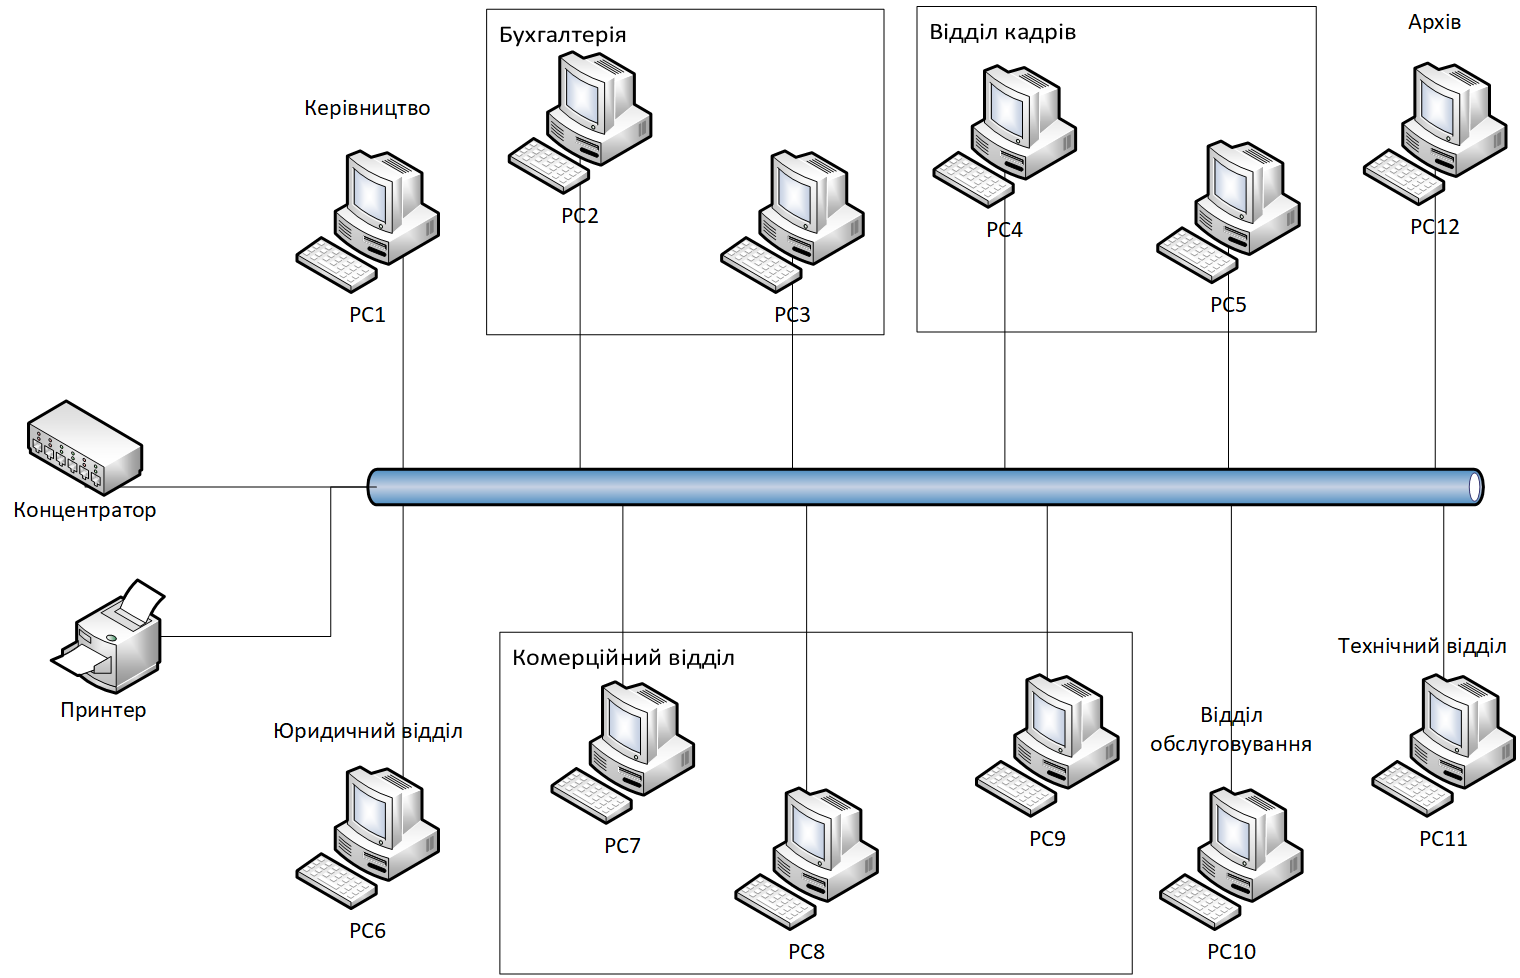 Керівництво
PC1
Бухгалтерія
PC2
PC3
Відділ кадрів
PC4
PC5
Архів
PC12
Концентратор
Принтер
Юридичний відділ
PC6
Комерційний відділ
PC7
PC8
PC9
Відділ
обслуговування
PC10
Технічний відділ
PC11